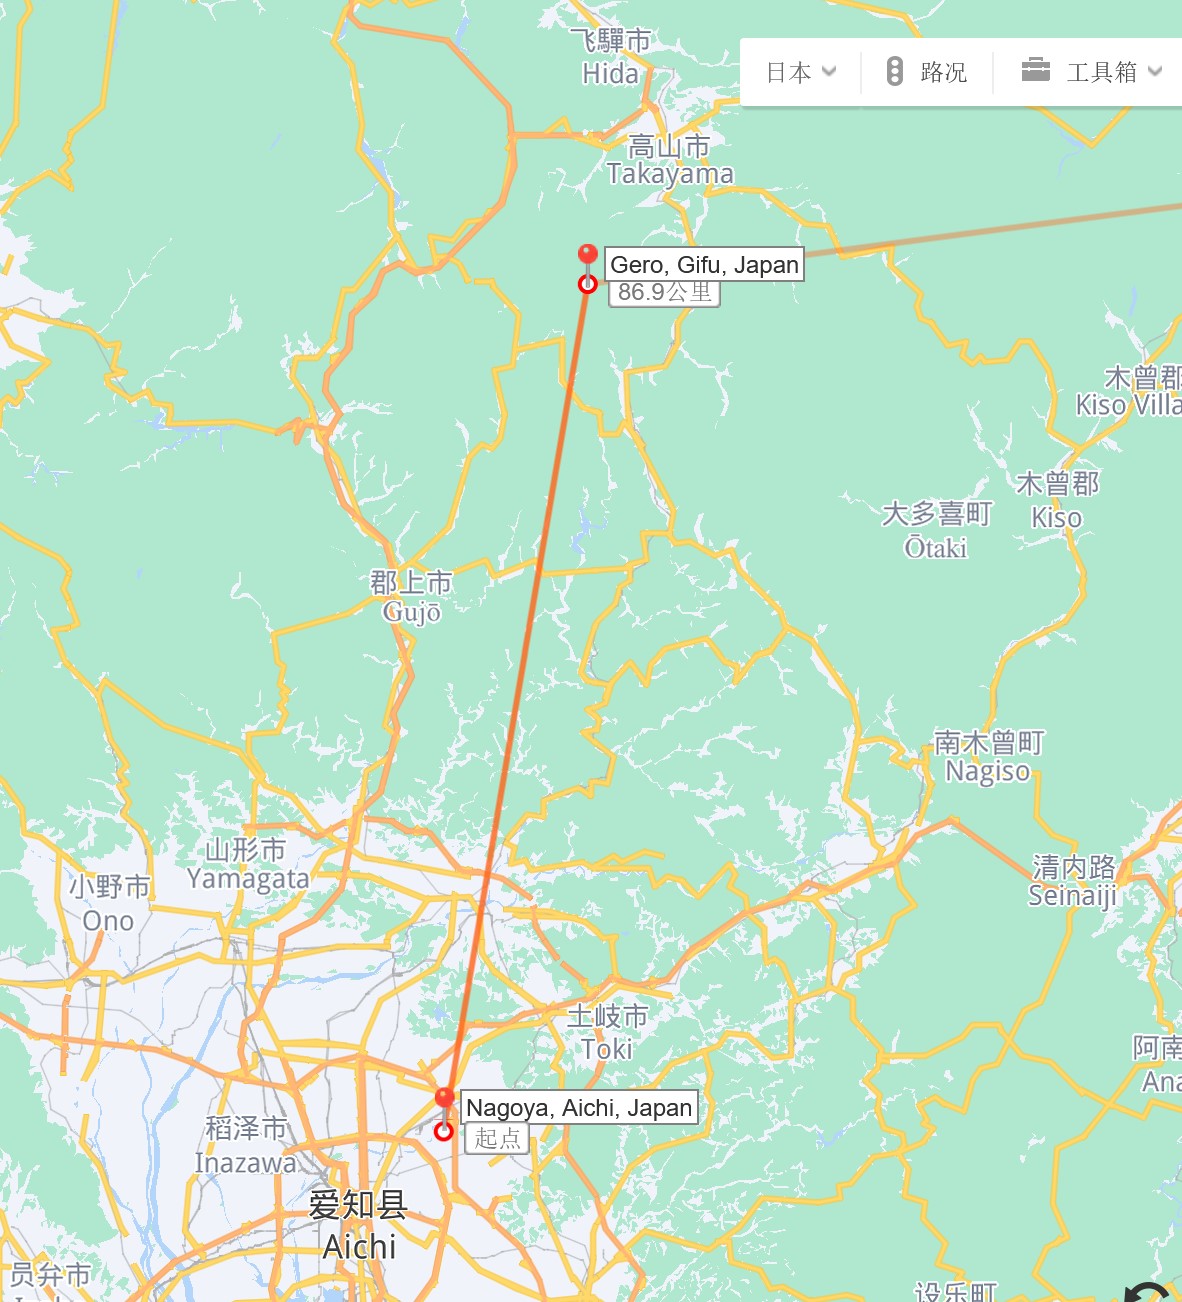 飞驒市
Hida
日本
路况
工具箱
高山市
Takayama
Gero, Gifu, Japan
86.9公里
木曾郡
Kiso Villa
木曾郡
Kiso
大多喜町
Ōtaki
郡上市
Gujō
南木曾町
Nagiso
山形市
Yamagata
清内路
Seinaiji
小野市
Ono
土岐市
Toki
阿南
Ana
Nagoya, Aichi, Japan
起点
稻泽市
Inazawa
爱知县
Aichi
员弁市
设乐町